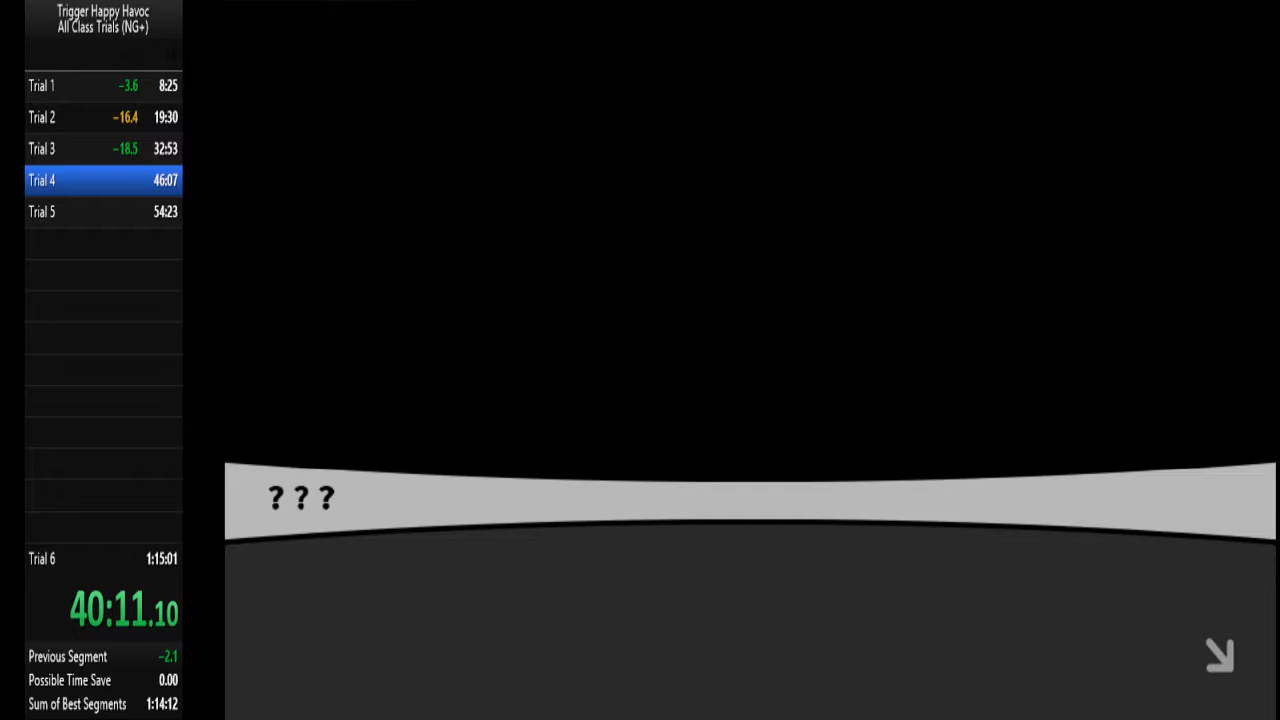 Trigger Happy Havoc
All Class Trials (NG+)
Trial 1 -3.6 8:25
Trial 2 -16.4 19:30
Trial 3 -18.5 32:53
Trial 4 46:07
Trial 5 54:23
? ? ?
Trial 6 1:15:01
40:11.10
Previous Segment -2.1
Possible Time Save 0.00
Sum of Best Segments 1:14:12